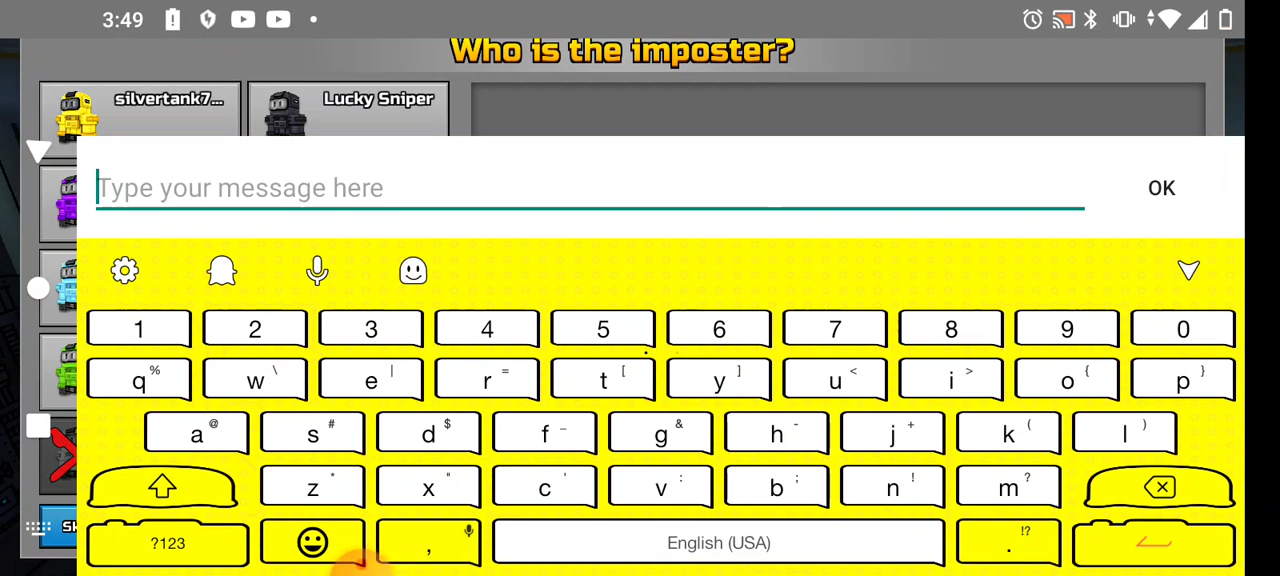 3:49
Who is the imposter?
silvertank7... Lucky Sniper
Type your message here OK
1 2 3 4 5 6 7 8 9 0
q % w \ e | r = t [ y ] u < i > o { p }
a @ s # d $ f _ g & h - j + k ( l )
z * x " c ' v : b ; n ! m ?
SK
?123 , English (USA) . !?